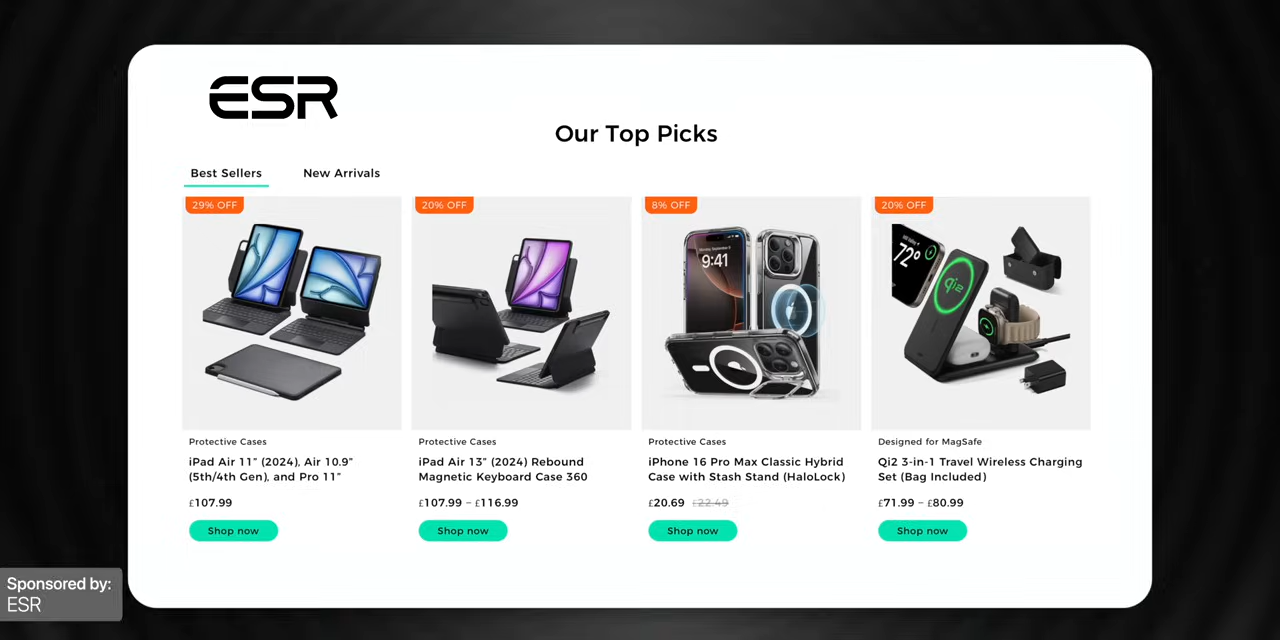 ESR
Our Top Picks
Best Sellers
New Arrivals
29% OFF
20% OFF
8% OFF
20% OFF
9:41
72°
Qi2
Protective Cases
iPad Air 11” (2024), Air 10.9”
(5th/4th Gen), and Pro 11”
£107.99
Shop now
Protective Cases
iPad Air 13” (2024) Rebound
Magnetic Keyboard Case 360
£107.99 – £116.99
Shop now
Protective Cases
iPhone 16 Pro Max Classic Hybrid
Case with Stash Stand (HaloLock)
£20.69 £22.49
Shop now
Designed for MagSafe
Qi2 3-in-1 Travel Wireless Charging
Set (Bag Included)
£71.99 – £80.99
Shop now
Sponsored by:
ESR